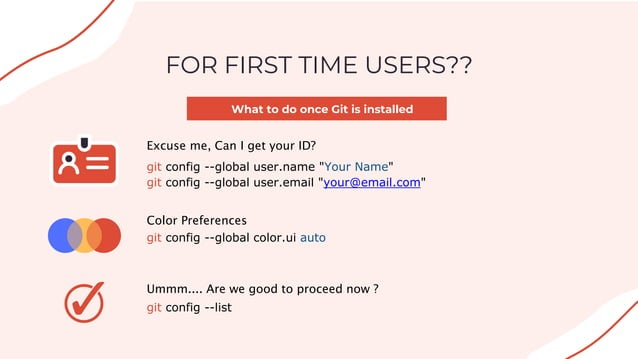 FOR FIRST TIME USERS??
What to do once Git is installed
Excuse me, Can I get your ID?
git config --global user.name "Your Name"
git config --global user.email "your@email.com"
Color Preferences
git config --global color.ui auto
Ummm.... Are we good to proceed now ?
git config --list